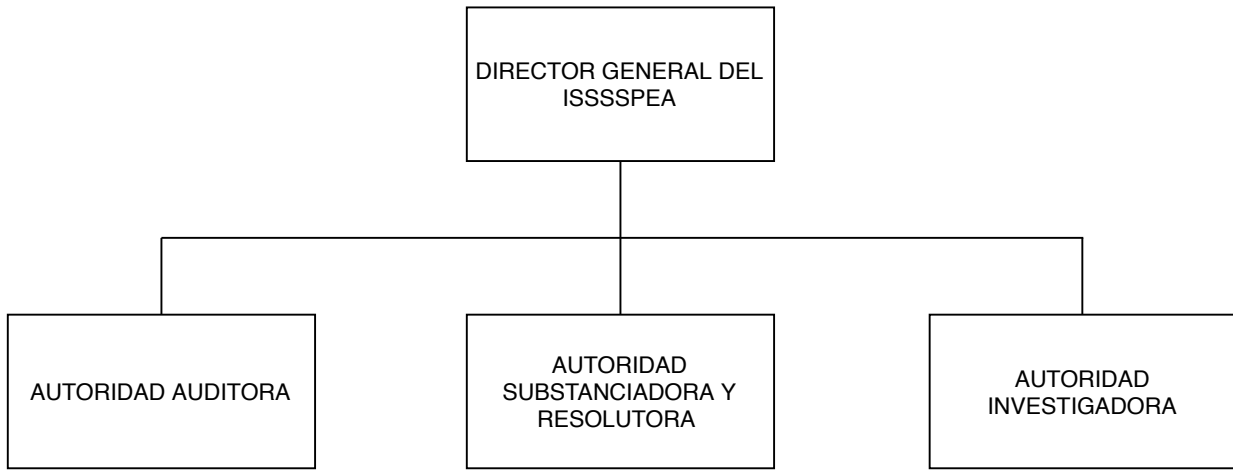 DIRECTOR GENERAL DEL
ISSSSPEA
AUTORIDAD AUDITORA
AUTORIDAD
SUBSTANCIADORA Y
RESOLUTORA
AUTORIDAD
INVESTIGADORA